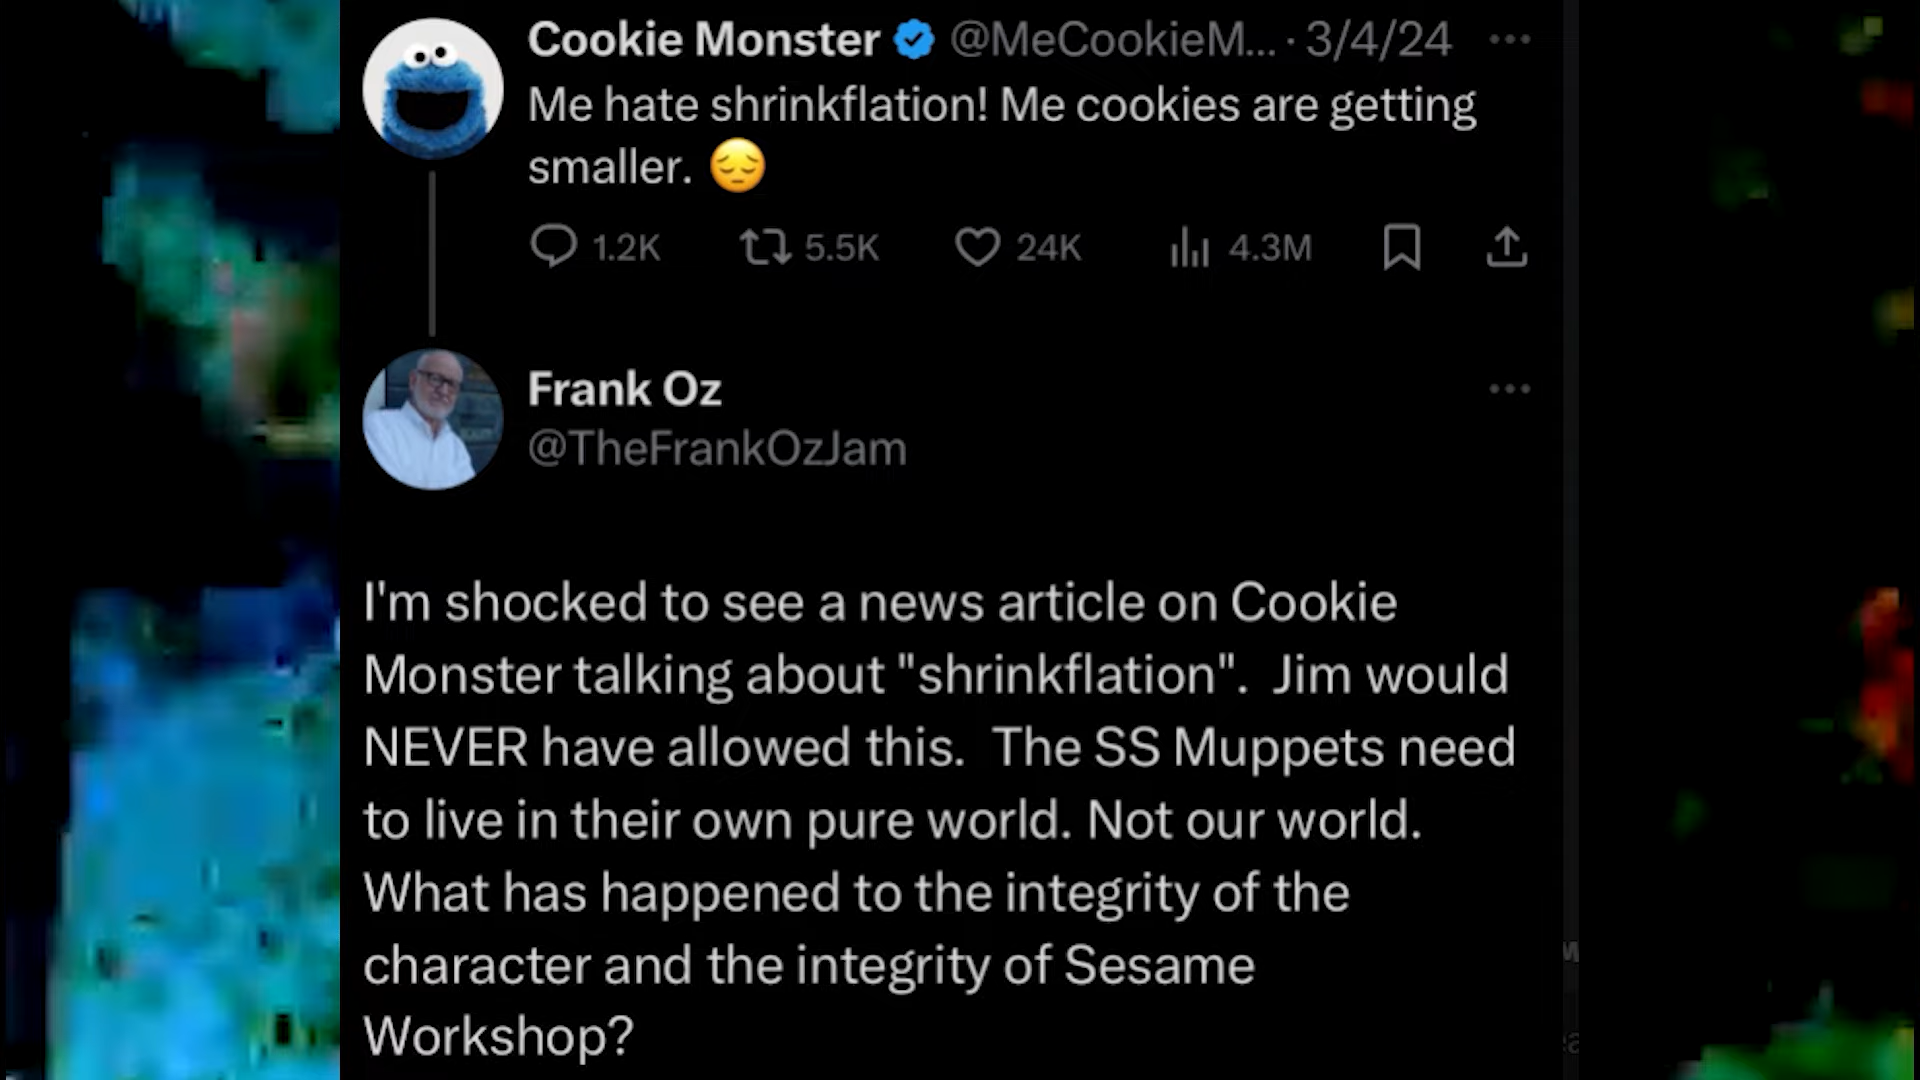 Cookie Monster @MeCookieM... · 3/4/24
Me hate shrinkflation! Me cookies are getting
smaller. 😔
1.2K 5.5K 24K 4.3M
Frank Oz
@TheFrankOzJam
I'm shocked to see a news article on Cookie
Monster talking about "shrinkflation".  Jim would
NEVER have allowed this.  The SS Muppets need
to live in their own pure world. Not our world.
What has happened to the integrity of the
character and the integrity of Sesame
Workshop?